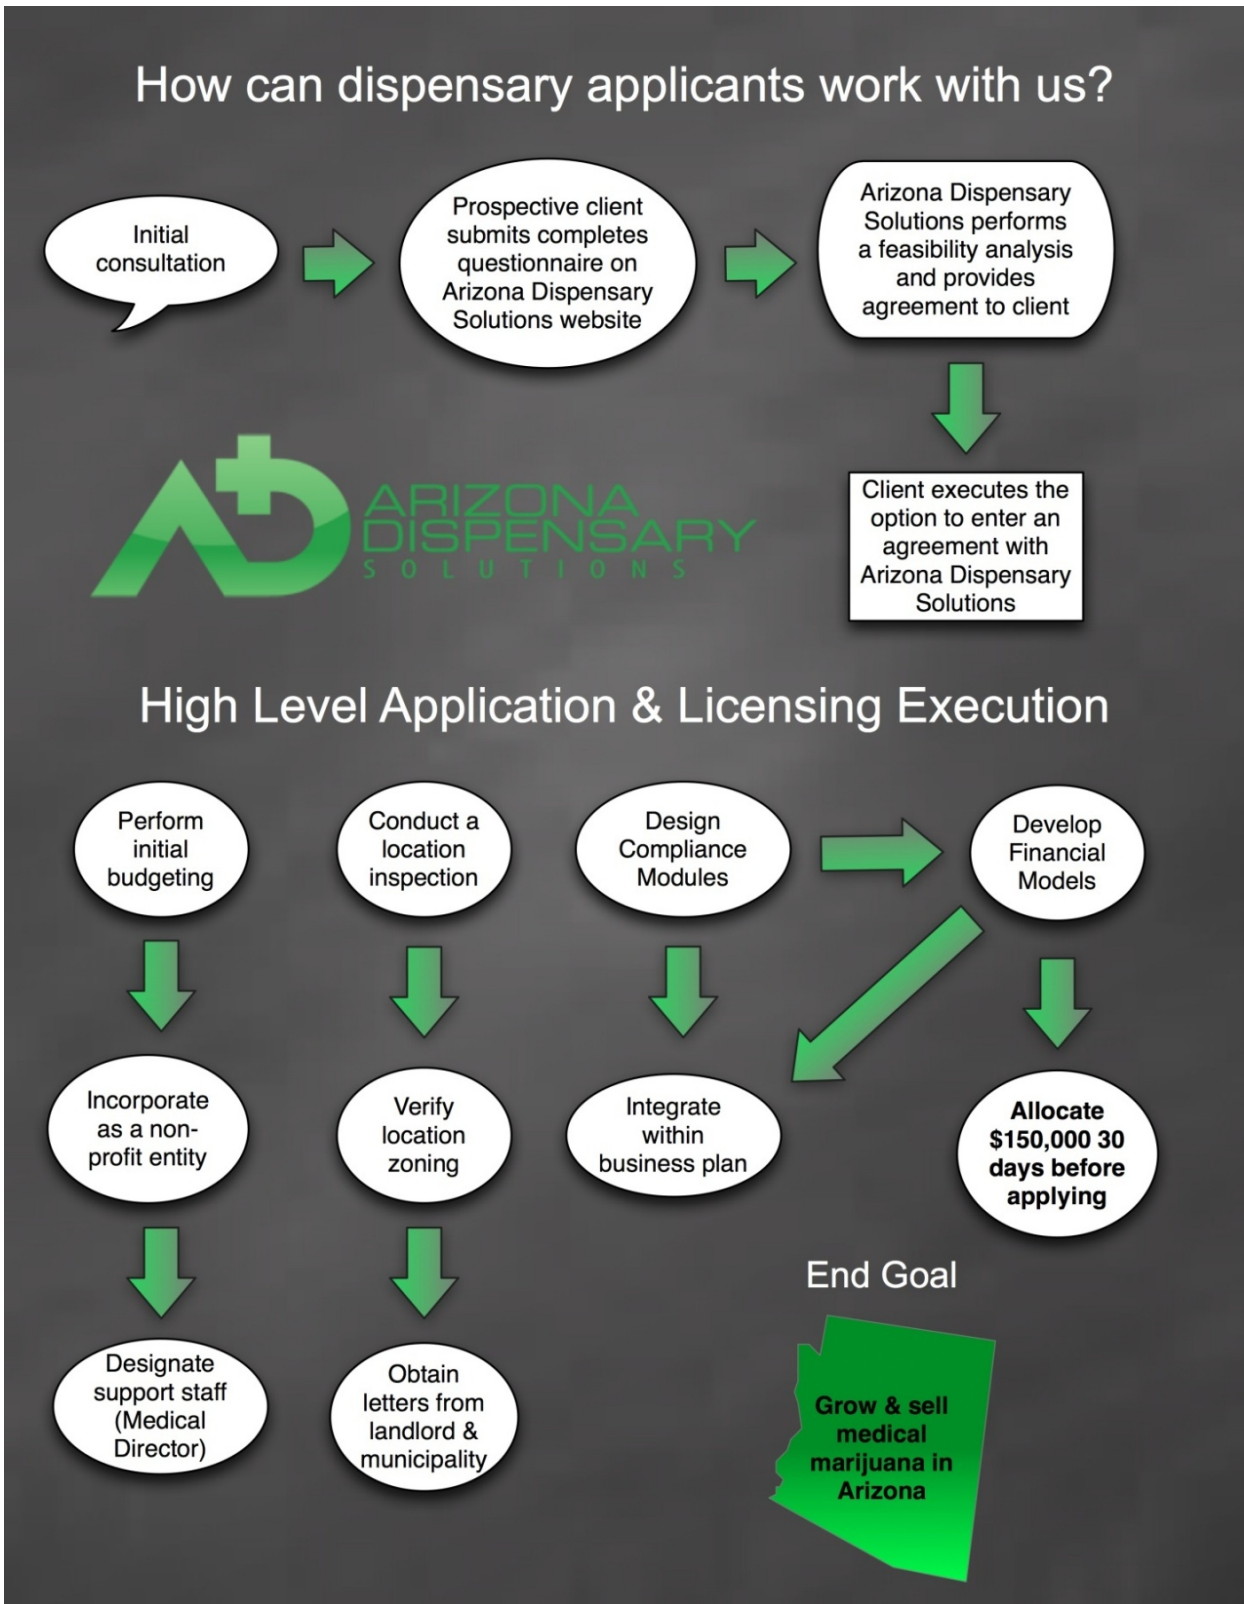 How can dispensary applicants work with us?
Initial
consultation
Prospective client
submits completes
questionnaire on
Arizona Dispensary
Solutions website
Arizona Dispensary
Solutions performs
a feasibility analysis
and provides
agreement to client
Client executes the
option to enter an
agreement with
Arizona Dispensary
Solutions
ARIZONA
DISPENSARY
SOLUTIONS
High Level Application & Licensing Execution
Perform
initial
budgeting
Conduct a
location
inspection
Design
Compliance
Modules
Develop
Financial
Models
Incorporate
as a non-
profit entity
Verify
location
zoning
Integrate
within
business plan
Allocate
$150,000 30
days before
applying
Designate
support staff
(Medical
Director)
Obtain
letters from
landlord &
municipality
End Goal
Grow & sell
medical
marijuana in
Arizona